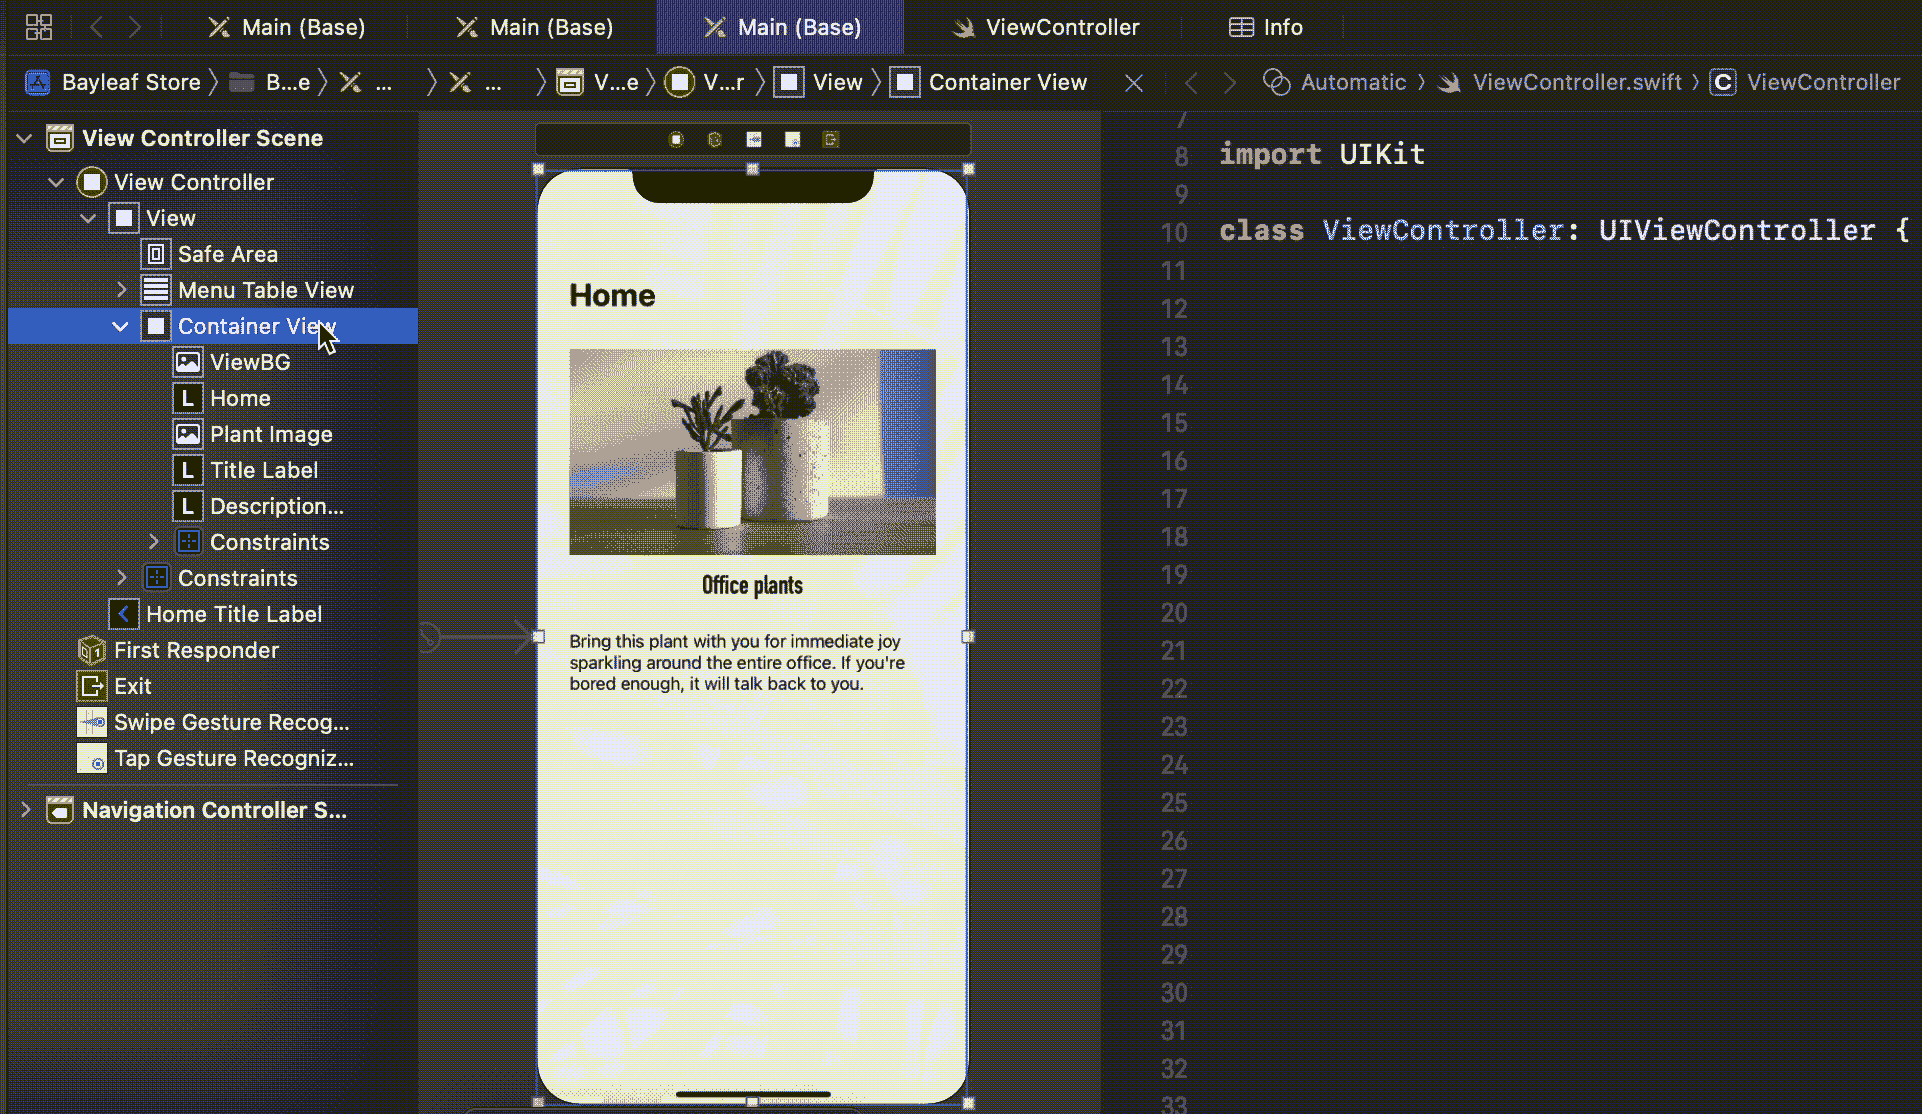 Main (Base)
Main (Base)
Main (Base)
ViewController
Info
Bayleaf Store
B...e
...
...
V...e
V...r
View
Container View
Automatic
ViewController.swift
C ViewController
View Controller Scene
View Controller
View
Safe Area
Menu Table View
Container View
ViewBG
L Home
Plant Image
L Title Label
L Description...
Constraints
Constraints
Home Title Label
First Responder
Exit
Swipe Gesture Recog...
Tap Gesture Recogniz...
Navigation Controller S...
Home
Office plants
Bring this plant with you for immediate joy
sparkling around the entire office. If you're
bored enough, it will talk back to you.
7
8 import UIKit
9
10 class ViewController: UIViewController {
11
12
13
14
15
16
17
18
19
20
21
22
23
24
25
26
27
28
29
30
31
32
33